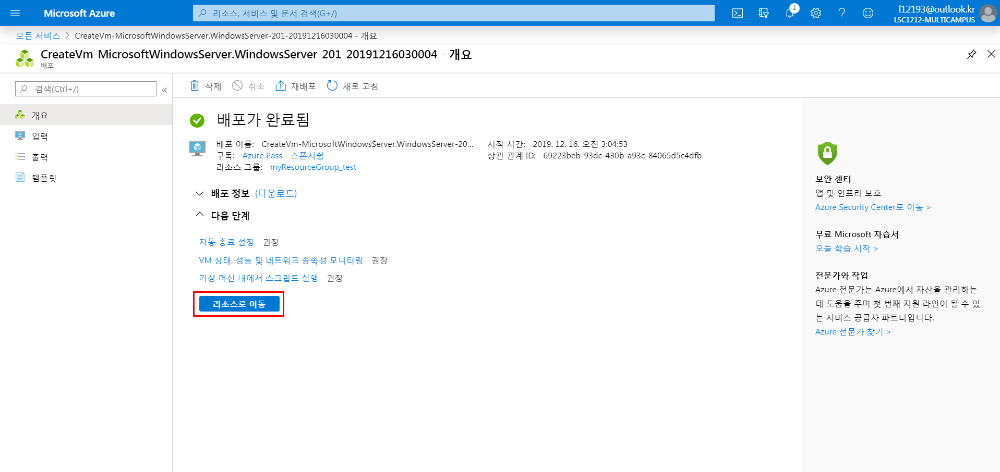 Microsoft Azure
리소스, 서비스 및 문서 검색(G+/)
1
l12193@outlook.kr
LSC1212-MULTICAMPUS
모든 서비스 > CreateVm-MicrosoftWindowsServer.WindowsServer-201-20191216030004 - 개요
CreateVm-MicrosoftWindowsServer.WindowsServer-201-20191216030004 - 개요
배포
검색(Ctrl+/)
«
개요
입력
출력
템플릿
삭제 취소 재배포 새로 고침
배포가 완료됨
배포 이름: CreateVm-MicrosoftWindowsServer.WindowsServer-20...
구독: Azure Pass - 스폰서쉽
리소스 그룹: myResourceGroup_test
시작 시간: 2019. 12. 16. 오전 3:04:53
상관 관계 ID: 69223beb-93dc-430b-a93c-84065d5c4dfb
배포 정보 (다운로드)
다음 단계
자동 종료 설정 권장
VM 상태, 성능 및 네트워크 종속성 모니터링 권장
가상 머신 내에서 스크립트 실행 권장
리소스로 이동
보안 센터
앱 및 인프라 보호
Azure Security Center로 이동 >
무료 Microsoft 자습서
오늘 학습 시작 >
전문가와 작업
Azure 전문가는 Azure에서 자산을 관리하는
데 도움을 주며 첫 번째 지원 라인이 될 수 있
는 서비스 공급자 파트너입니다.
Azure 전문가 찾기 >